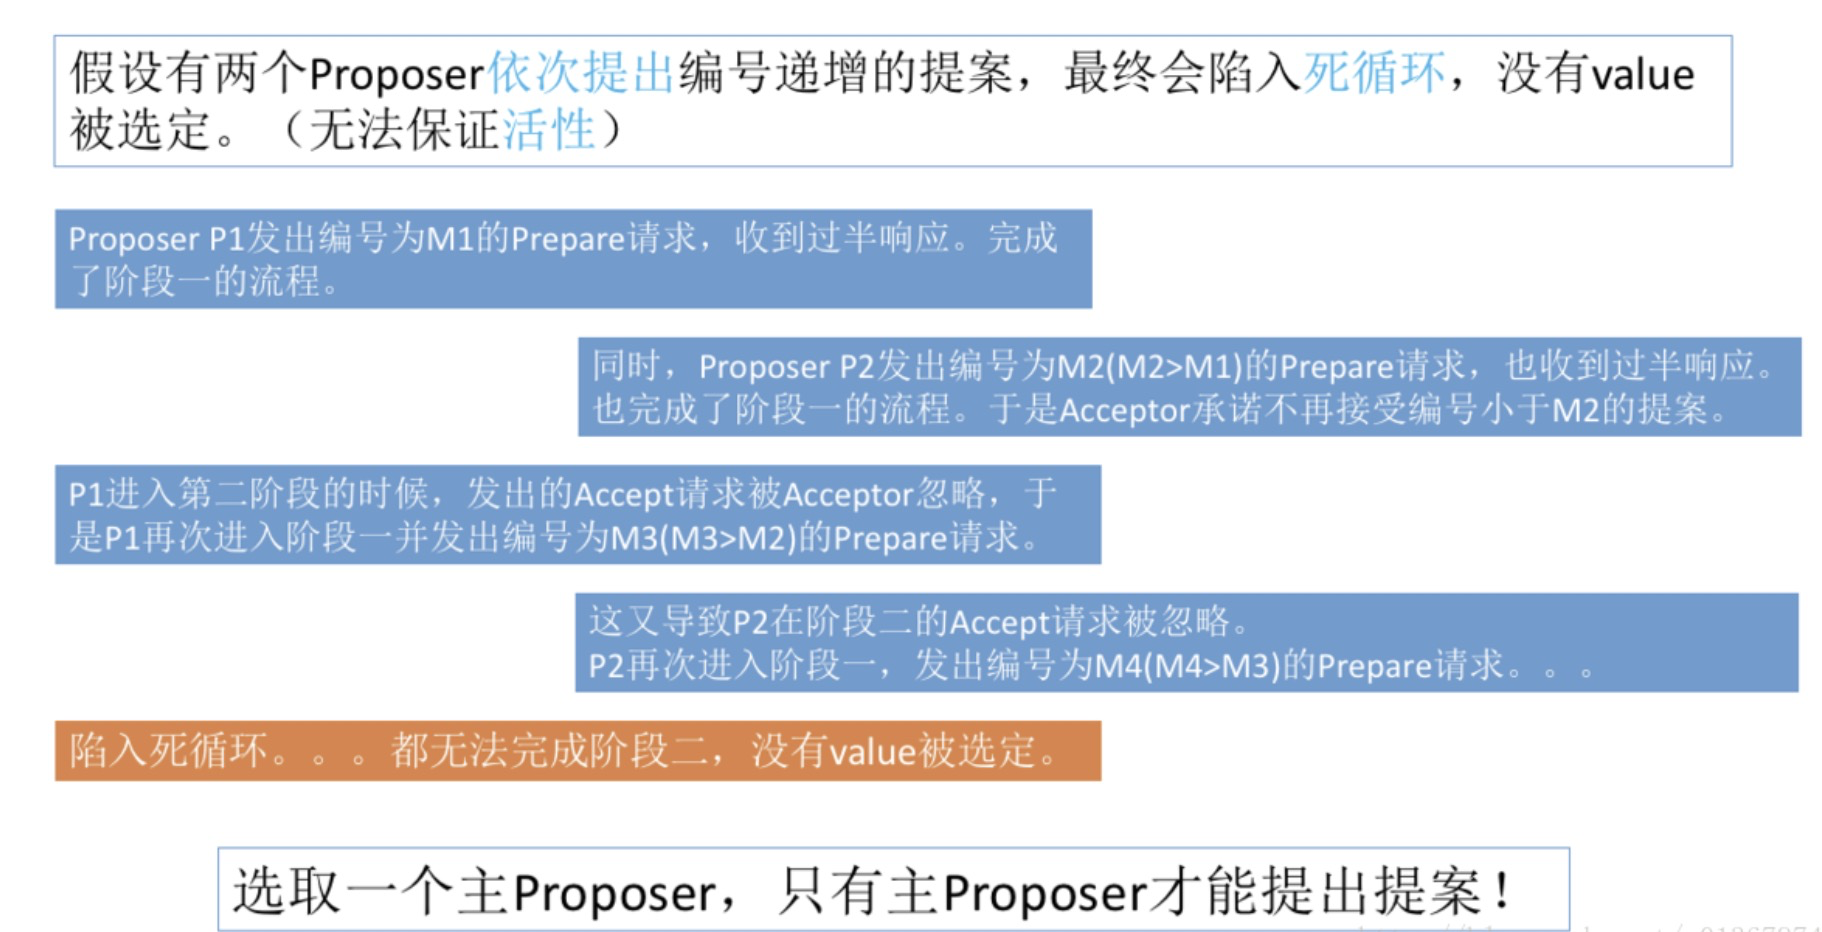 假设有两个Proposer依次提出编号递增的提案，最终会陷入死循环，没有value
被选定。（无法保证活性）
Proposer P1发出编号为M1的Prepare请求，收到过半响应。完成
了阶段一的流程。
同时，Proposer P2发出编号为M2(M2>M1)的Prepare请求，也收到过半响应。
也完成了阶段一的流程。于是Acceptor承诺不再接受编号小于M2的提案。
P1进入第二阶段的时候，发出的Accept请求被Acceptor忽略，于
是P1再次进入阶段一并发出编号为M3(M3>M2)的Prepare请求。
这又导致P2在阶段二的Accept请求被忽略。
P2再次进入阶段一，发出编号为M4(M4>M3)的Prepare请求。。。
陷入死循环。。。都无法完成阶段二，没有value被选定。
选取一个主Proposer，只有主Proposer才能提出提案！